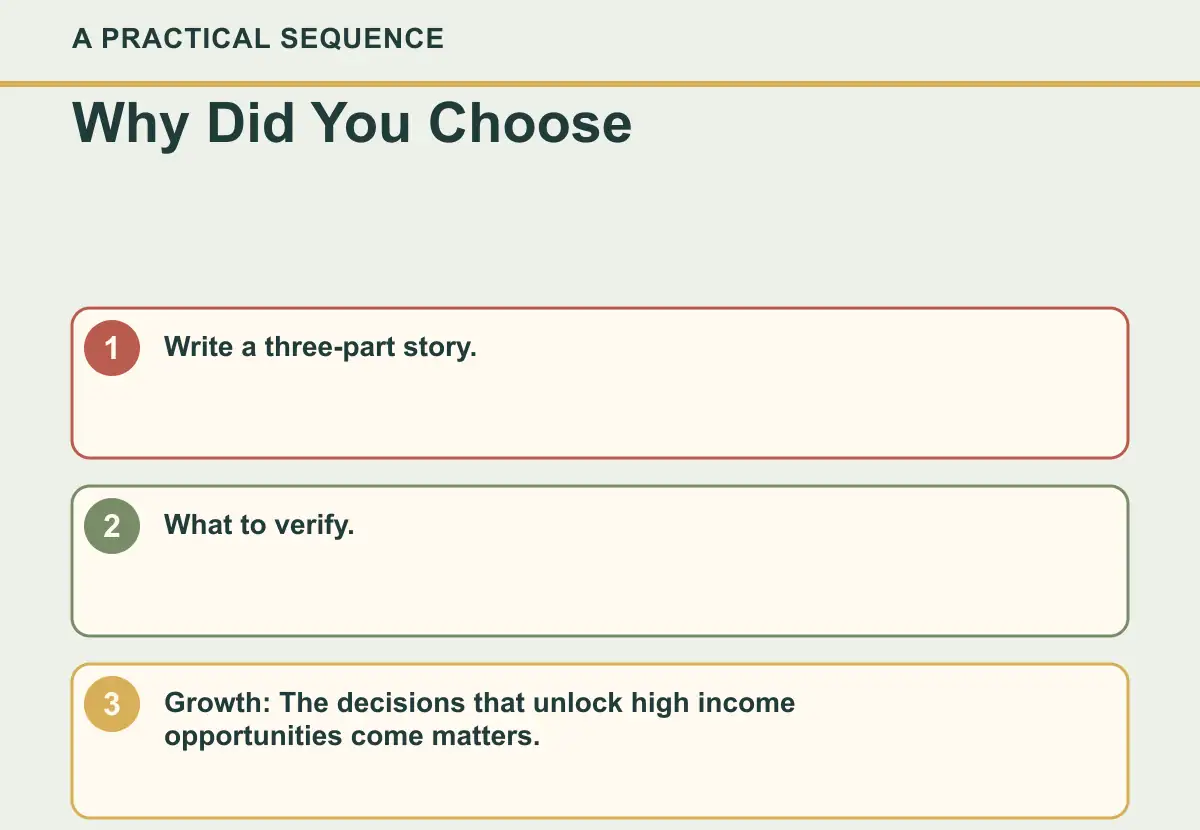 A PRACTICAL SEQUENCE
Why Did You Choose
1
Write a three-part story.
2
What to verify.
3
Growth: The decisions that unlock high income
opportunities come matters.